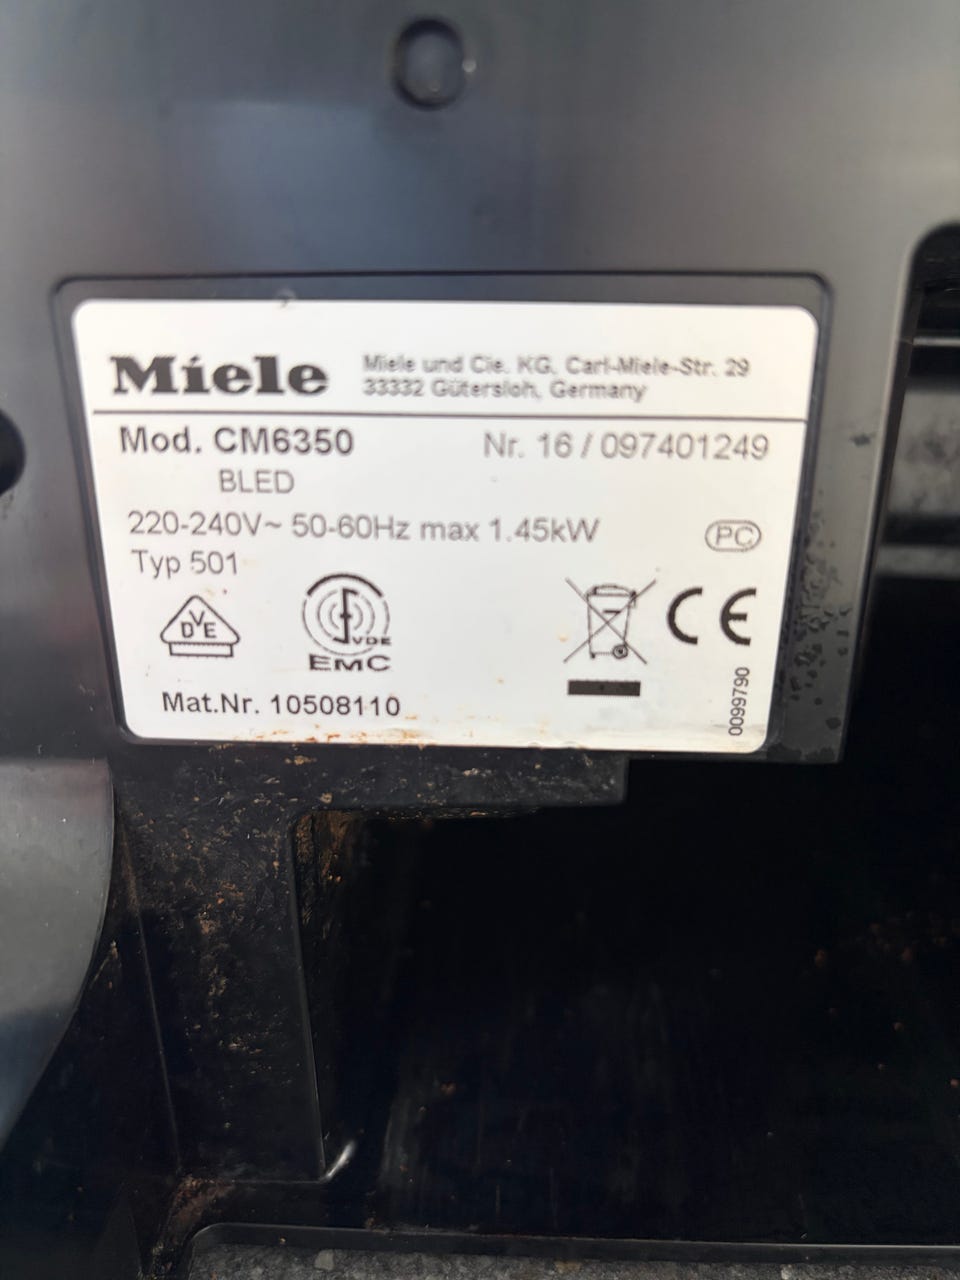 Miele
Miele und Cie. KG, Carl-Miele-Str. 29
33332 Gütersloh, Germany
Mod. CM6350
Nr. 16 / 097401249
BLED
220-240V~ 50-60Hz max 1.45kW
PC
Typ 501
DVE
VDE
EMC
CE
Mat.Nr. 10508110
0099790